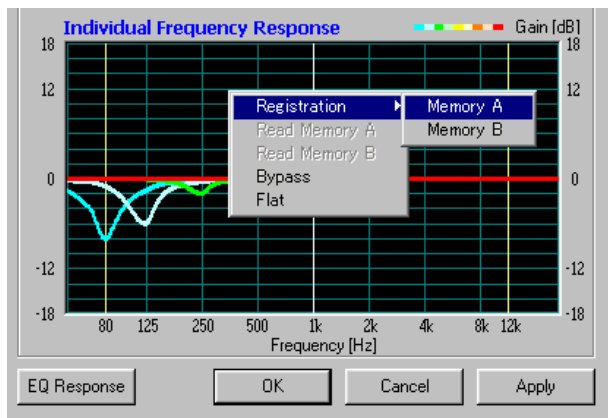 Individual Frequency Response Gain [dB]
18 18
12 12
Registration Memory A
Read Memory A Memory B
Read Memory B
Bypass
Flat
0 0
-12 -12
-18 -18
80 125 250 500 1k 2k 4k 8k 12k
Frequency [Hz]
EQ Response OK Cancel Apply